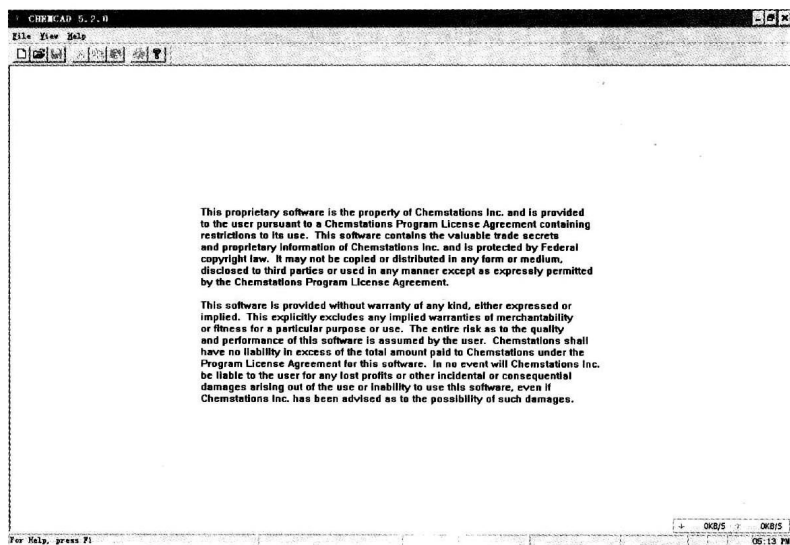 CHEMCAD 5.2.0
File View Help
This proprietary software is the property of Chemstations Inc. and is provided
to the user pursuant to a Chemstations Program License Agreement containing
restrictions to its use. This software contains the valuable trade secrets
and proprietary information of Chemstations Inc. and is protected by Federal
copyright law. It may not be copied or distributed in any form or medium,
disclosed to third parties or used in any manner except as expressly permitted
by the Chemstations Program License Agreement.
This software is provided without warranty of any kind, either expressed or
implied. This explicitly excludes any implied warranties of merchantability
or fitness for a particular purpose or use. The entire risk as to the quality
and performance of this software is assumed by the user. Chemstations shall
have no liability in excess of the total amount paid to Chemstations under the
Program License Agreement for this software. In no event will Chemstations Inc.
be liable to the user for any lost profits or other incidental or consequential
damages arising out of the use or inability to use this software, even if
Chemstations Inc. has been advised as to the possibility of such damages.
0KB/S 0KB/S
For Help, press F1 05:13 PM